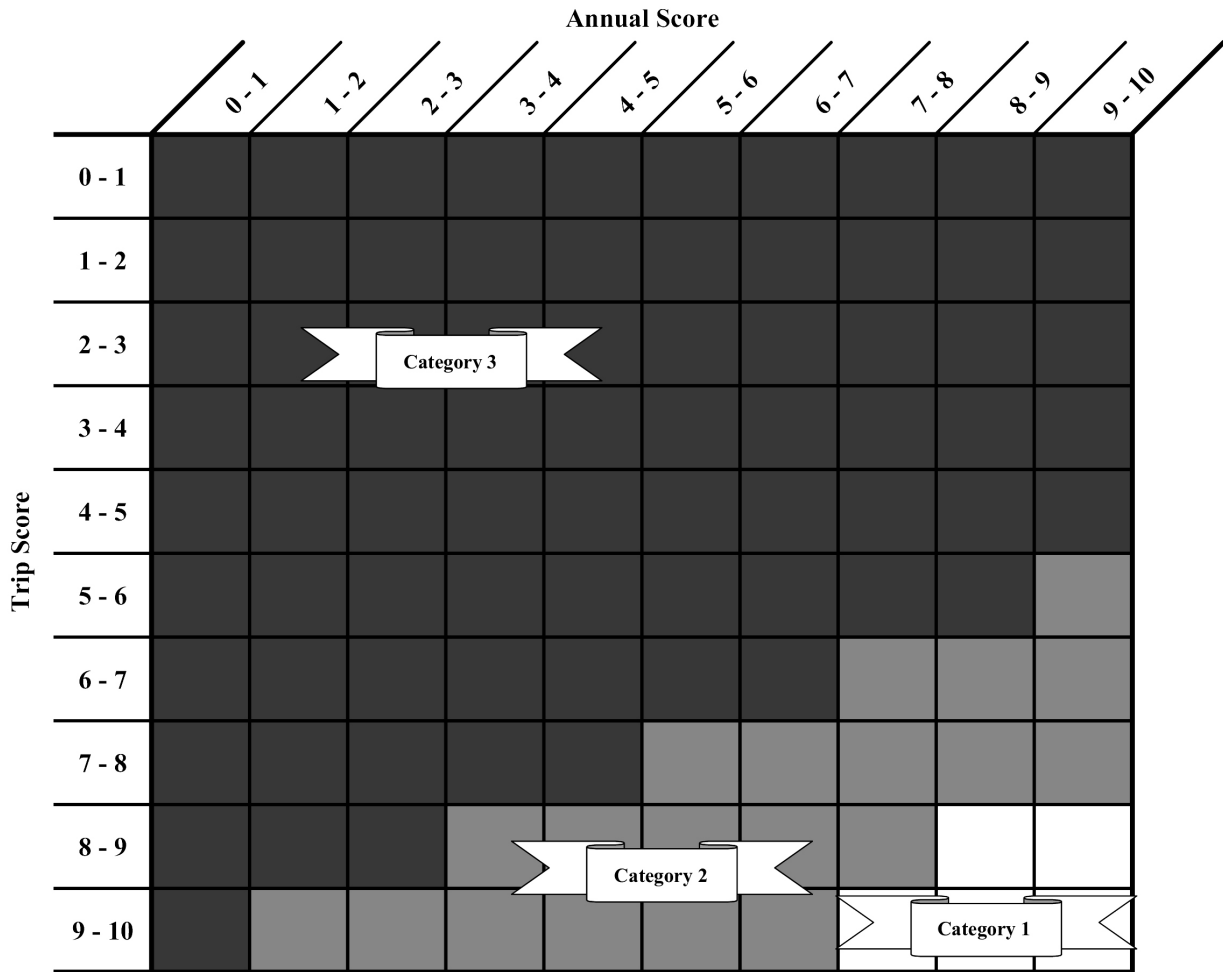 Annual Score
0 - 1
1 - 2
2 - 3
3 - 4
4 - 5
5 - 6
6 - 7
7 - 8
8 - 9
9 - 10
Trip Score
0 - 1
1 - 2
2 - 3
Category 3
3 - 4
4 - 5
5 - 6
6 - 7
7 - 8
8 - 9
Category 2
9 - 10
Category 1